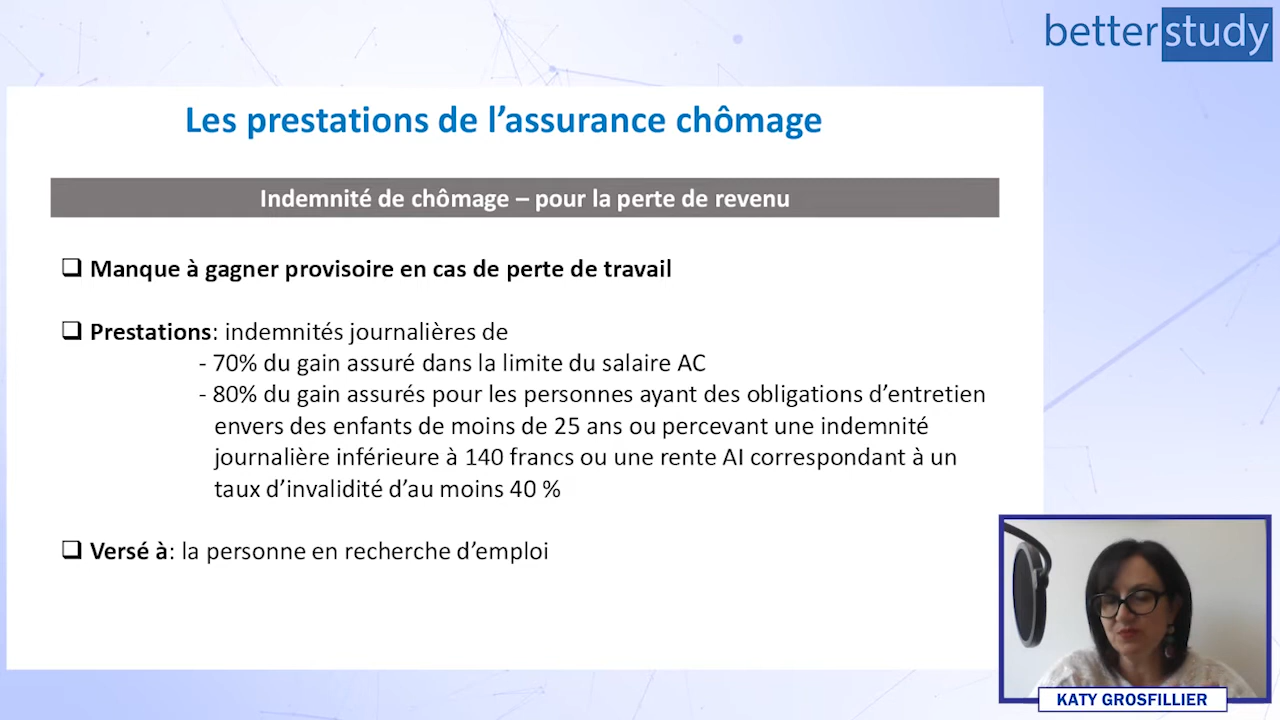 betterstudy
Les prestations de l’assurance chômage
Indemnité de chômage – pour la perte de revenu
❑ Manque à gagner provisoire en cas de perte de travail
❑ Prestations: indemnités journalières de
- 70% du gain assuré dans la limite du salaire AC
- 80% du gain assurés pour les personnes ayant des obligations d’entretien
envers des enfants de moins de 25 ans ou percevant une indemnité
journalière inférieure à 140 francs ou une rente AI correspondant à un
taux d’invalidité d’au moins 40 %
❑ Versé à: la personne en recherche d’emploi
KATY GROSFILLIER